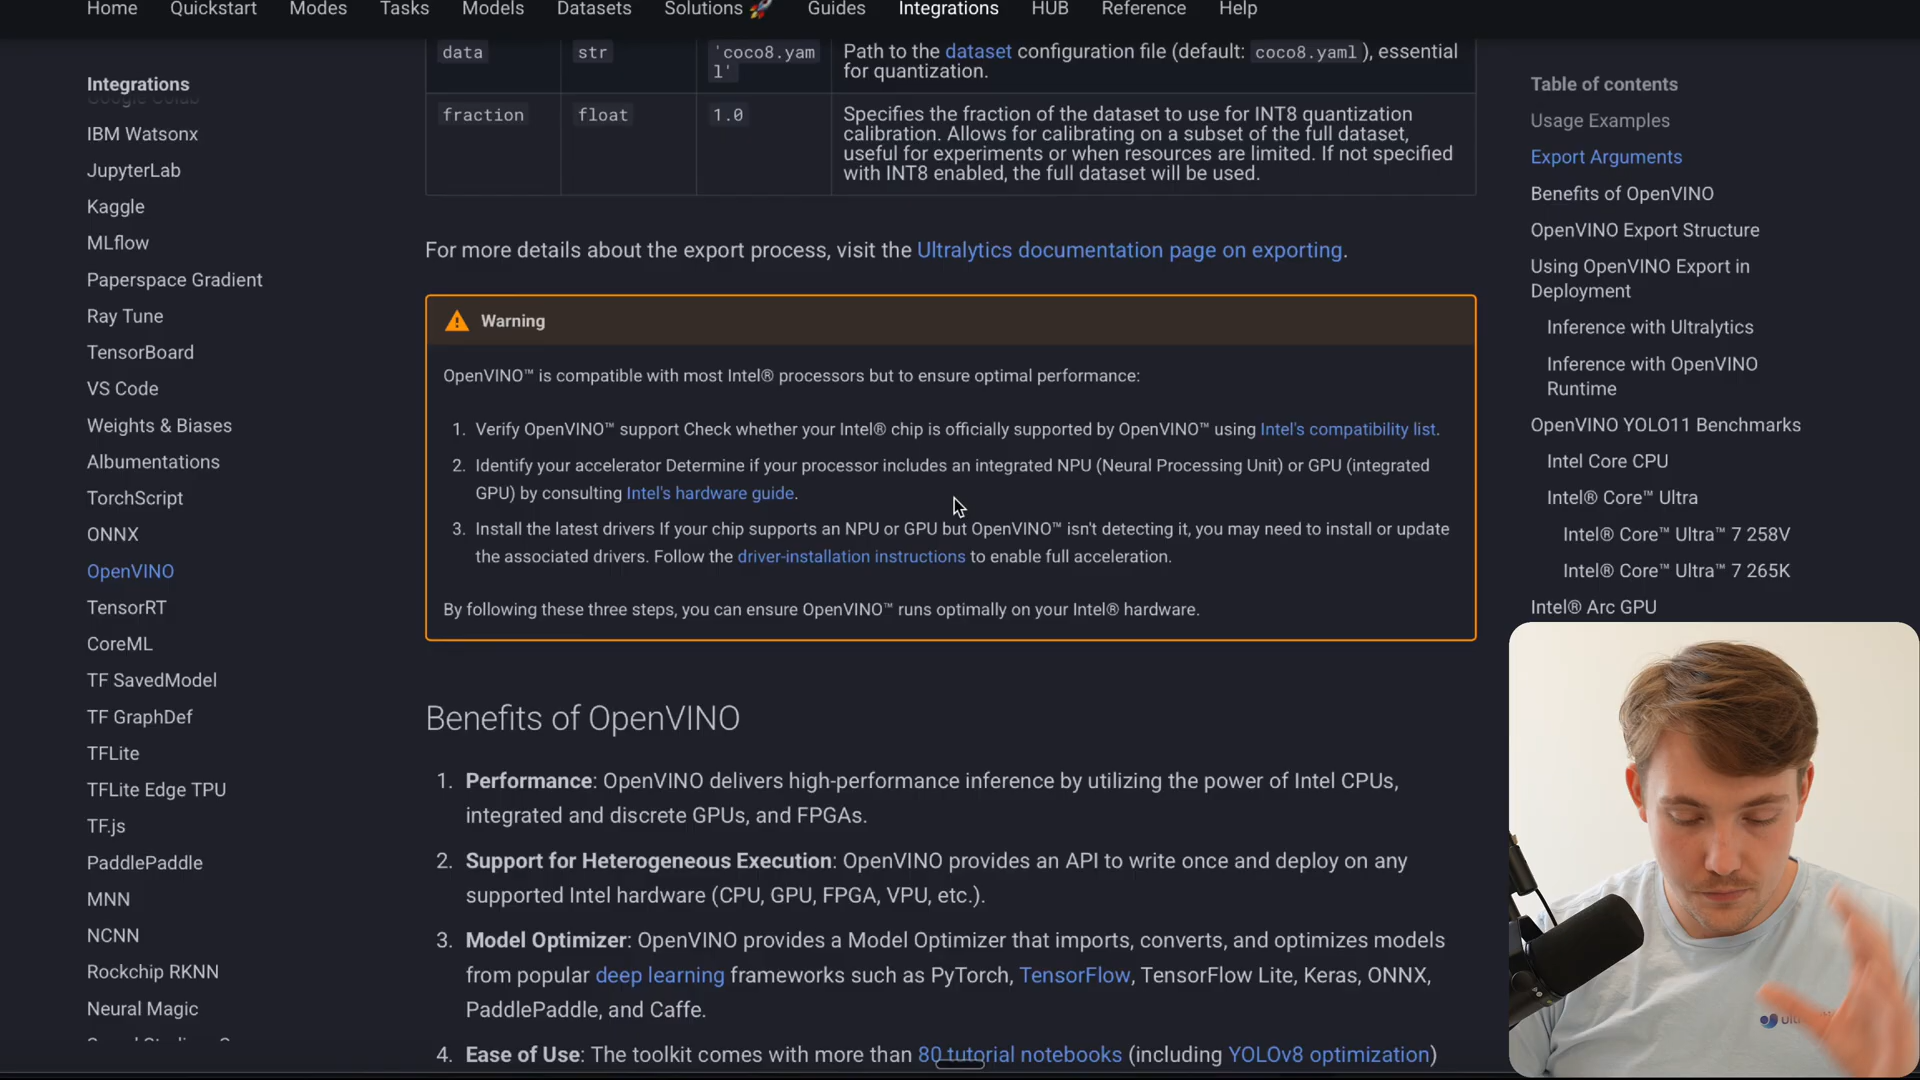 Home Quickstart Modes Tasks Models Datasets Solutions 🚀 Guides Integrations HUB Reference Help
Integrations
Google Colab
IBM Watsonx
JupyterLab
Kaggle
MLflow
Paperspace Gradient
Ray Tune
TensorBoard
VS Code
Weights & Biases
Albumentations
TorchScript
ONNX
OpenVINO
TensorRT
CoreML
TF SavedModel
TF GraphDef
TFLite
TFLite Edge TPU
TF.js
PaddlePaddle
MNN
NCNN
Rockchip RKNN
Neural Magic
data str 'coco8.yam
l' Path to the dataset configuration file (default: coco8.yaml ), essential
for quantization.
fraction float 1.0 Specifies the fraction of the dataset to use for INT8 quantization
calibration. Allows for calibrating on a subset of the full dataset,
useful for experiments or when resources are limited. If not specified
with INT8 enabled, the full dataset will be used.
For more details about the export process, visit the Ultralytics documentation page on exporting.
Warning
OpenVINO™ is compatible with most Intel® processors but to ensure optimal performance:
1. Verify OpenVINO™ support Check whether your Intel® chip is officially supported by OpenVINO™ using Intel's compatibility list.
2. Identify your accelerator Determine if your processor includes an integrated NPU (Neural Processing Unit) or GPU (integrated
GPU) by consulting Intel's hardware guide.
3. Install the latest drivers If your chip supports an NPU or GPU but OpenVINO™ isn't detecting it, you may need to install or update
the associated drivers. Follow the driver-installation instructions to enable full acceleration.
By following these three steps, you can ensure OpenVINO™ runs optimally on your Intel® hardware.
Benefits of OpenVINO
1. Performance: OpenVINO delivers high-performance inference by utilizing the power of Intel CPUs,
integrated and discrete GPUs, and FPGAs.
2. Support for Heterogeneous Execution: OpenVINO provides an API to write once and deploy on any
supported Intel hardware (CPU, GPU, FPGA, VPU, etc.).
3. Model Optimizer: OpenVINO provides a Model Optimizer that imports, converts, and optimizes models
from popular deep learning frameworks such as PyTorch, TensorFlow, TensorFlow Lite, Keras, ONNX,
PaddlePaddle, and Caffe.
4. Ease of Use: The toolkit comes with more than 80 tutorial notebooks (including YOLOv8 optimization)
Table of contents
Usage Examples
Export Arguments
Benefits of OpenVINO
OpenVINO Export Structure
Using OpenVINO Export in
Deployment
Inference with Ultralytics
Inference with OpenVINO
Runtime
OpenVINO YOLO11 Benchmarks
Intel Core CPU
Intel® Core™ Ultra
Intel® Core™ Ultra™ 7 258V
Intel® Core™ Ultra™ 7 265K
Intel® Arc GPU